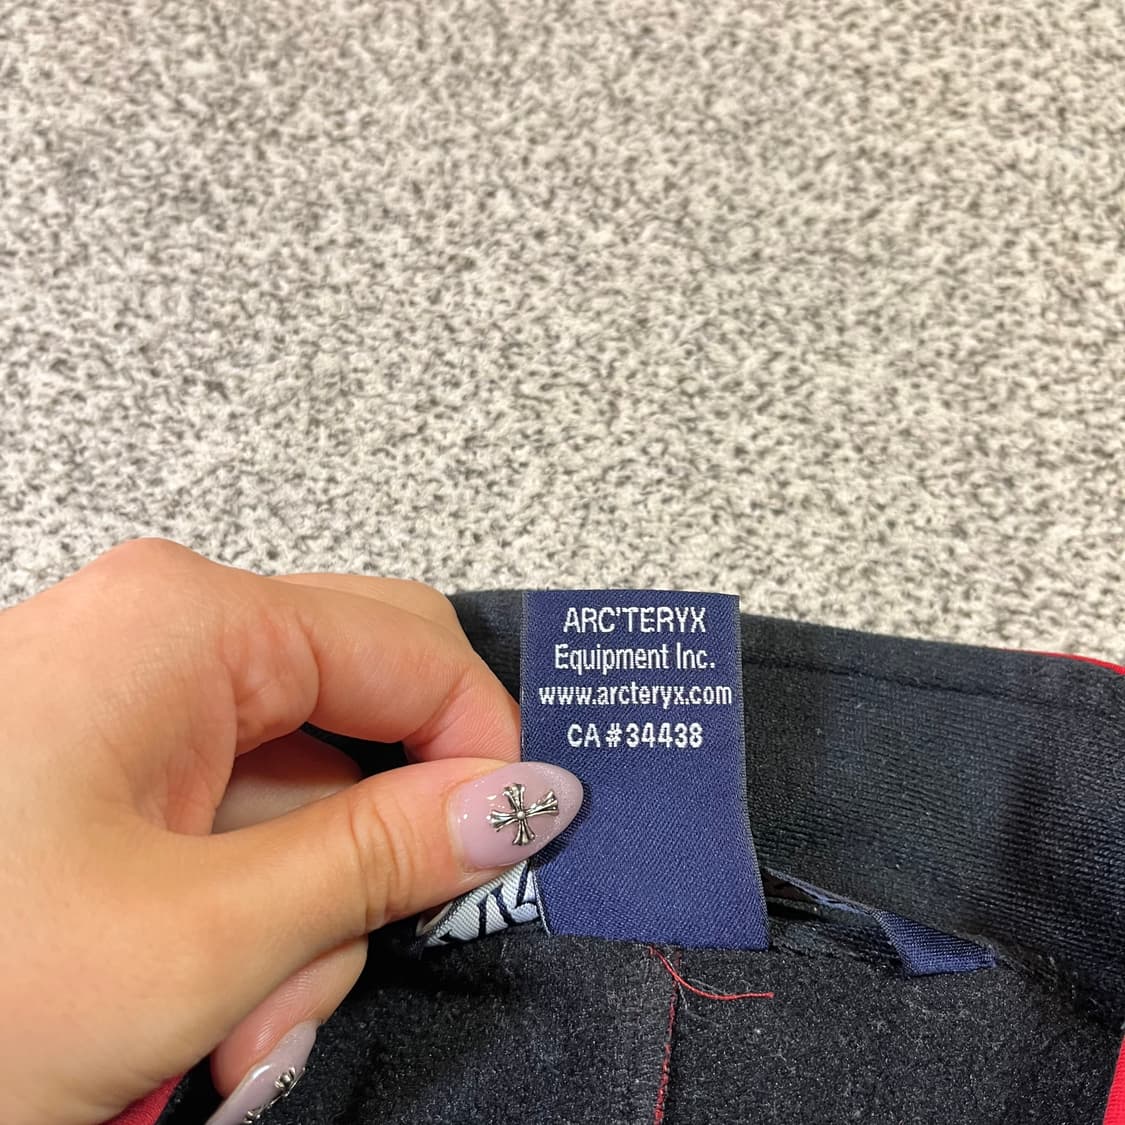 ARC'TERYX
Equipment Inc.
www.arcteryx.com
CA#34438